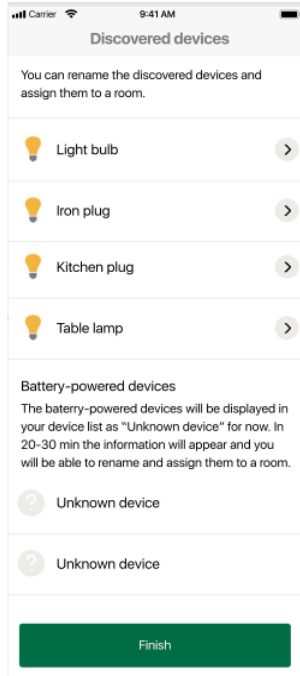 Carrier 9:41 AM
Discovered devices
You can rename the discovered devices and
assign them to a room.
Light bulb
Iron plug
Kitchen plug
Table lamp
Battery-powered devices
The baterry-powered devices will be displayed in
your device list as “Unknown device” for now. In
20-30 min the information will appear and you
will be able to rename and assign them to a room.
? Unknown device
? Unknown device
Finish